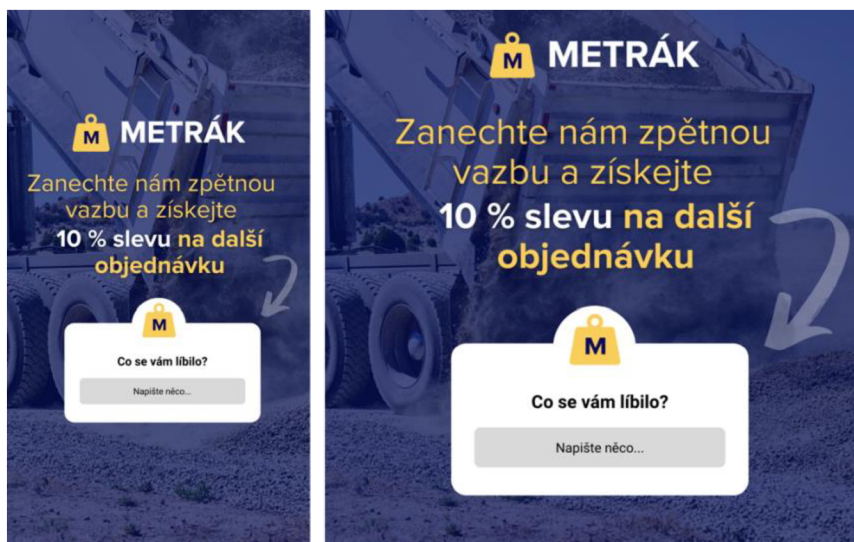 M METRÁK
Zanechte nám zpětnou
vazbu a získejte
10 % slevu na další
objednávku
M
Co se vám líbilo?
Napište něco...
M METRÁK
Zanechte nám zpětnou
vazbu a získejte
10 % slevu na další
objednávku
M
Co se vám líbilo?
Napište něco...